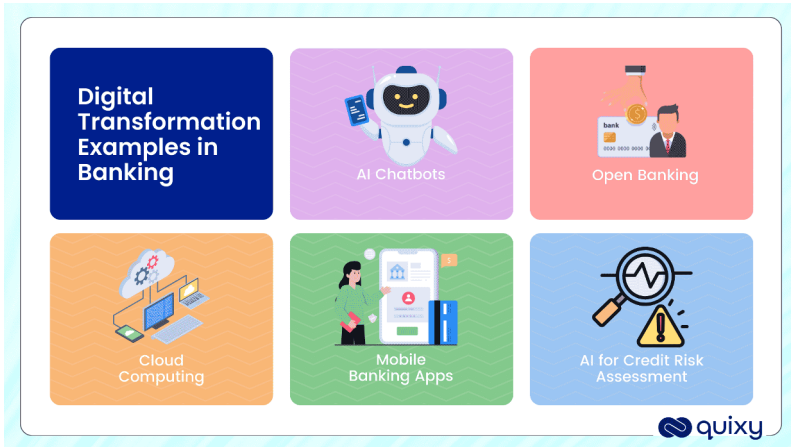 Digital
Transformation
Examples in
Banking
AI Chatbots
bank
Open Banking
Cloud
Computing
$
Mobile
Banking Apps
AI for Credit Risk
Assessment
quixy